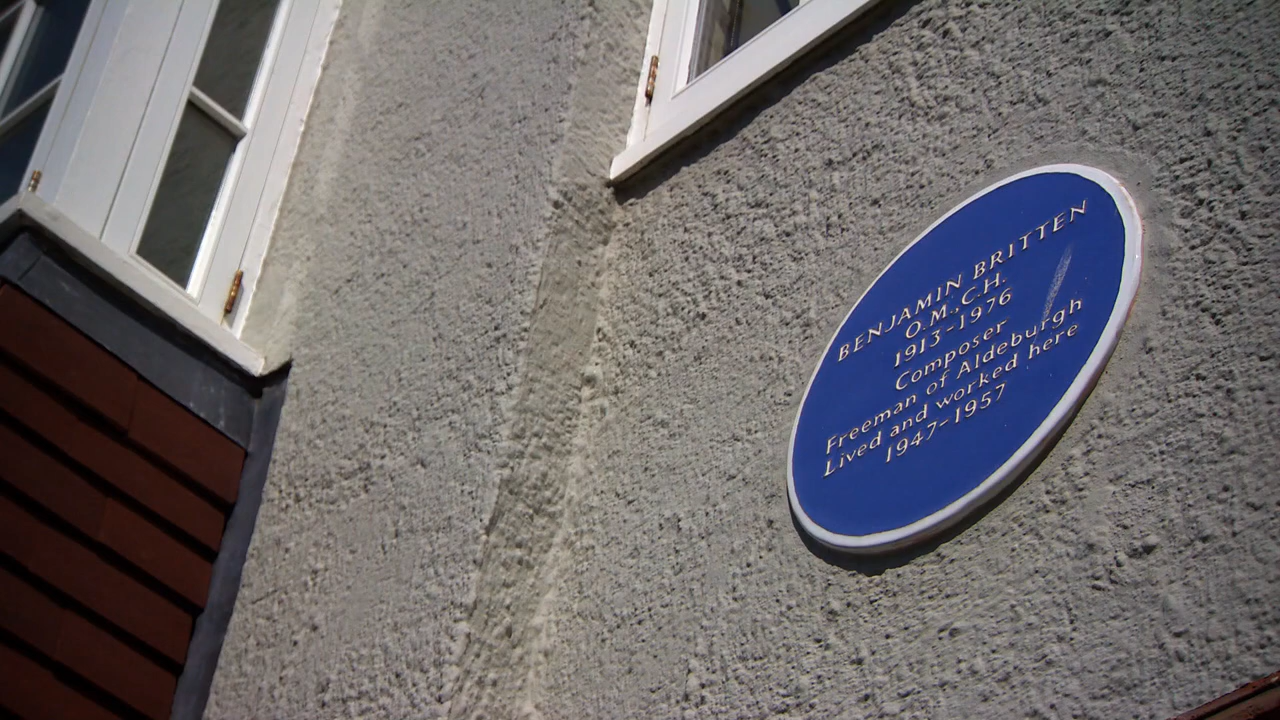 BENJAMIN BRITTEN
O.M., C.H.
1913-1976
Composer
Freeman of Aldeburgh
Lived and worked here
1947-1957